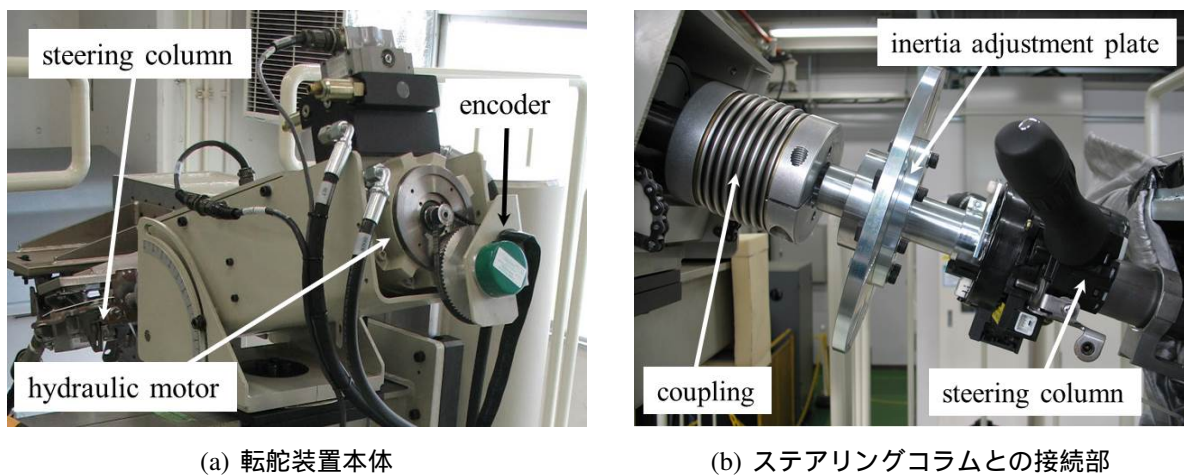 steering column
encoder
hydraulic motor
inertia adjustment plate
coupling
steering column
(a) 転舵装置本体
(b) ステアリングコラムとの接続部